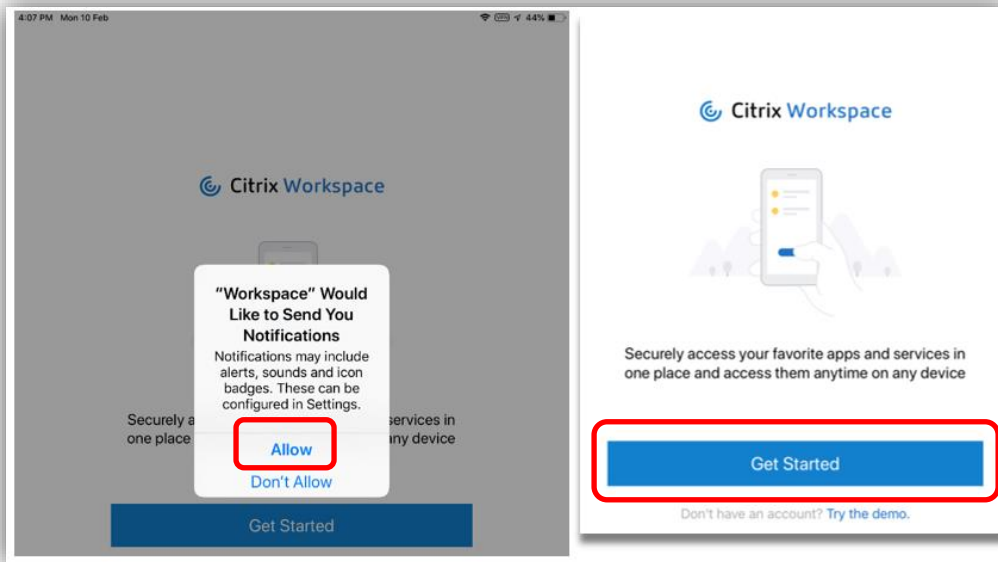 4:07 PM Mon 10 Feb
VPN 44%
Citrix Workspace
"Workspace" Would
Like to Send You
Notifications
Notifications may include
alerts, sounds and icon
badges. These can be
configured in Settings.
Securely a services in
one place any device
Allow
Don't Allow
Get Started
Citrix Workspace
Securely access your favorite apps and services in
one place and access them anytime on any device
Get Started
Don't have an account? Try the demo.